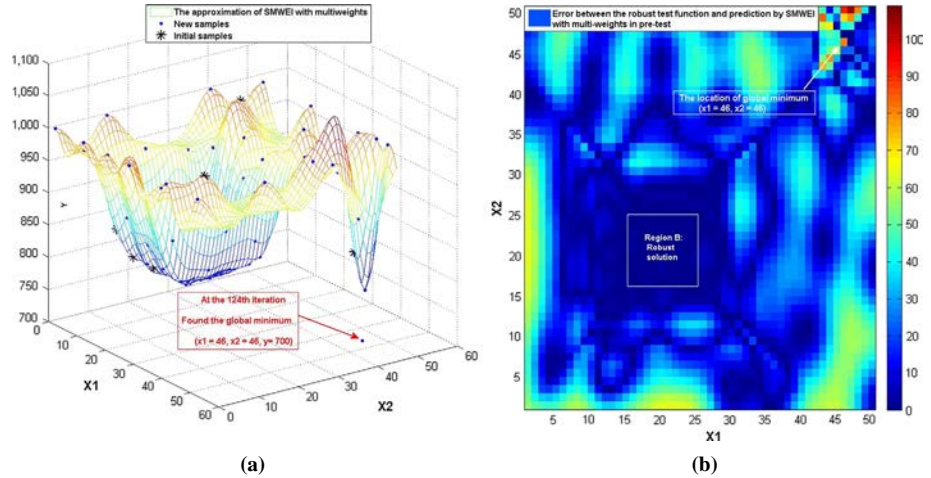 The approximation of SMWEI with multiweights
New samples
Initial samples
1,100
1,050
1,000
950
900
850
800
750
700
Y
0
10
20
30
40
50
60
X1
0
10
20
30
40
50
60
X2
At the 124th iteration
Found the global minimum
(x1 = 46, x2 = 46, y= 700)
(a)
Error between the robust test function and prediction by SMWEI
with multi-weights in pre-test
The location of global minimum
(x1 = 46, x2 = 46)
Region B:
Robust
solution
50
45
40
35
30
25
20
15
10
5
X2
5
10
15
20
25
30
35
40
45
50
X1
100
90
80
70
60
50
40
30
20
10
0
(b)